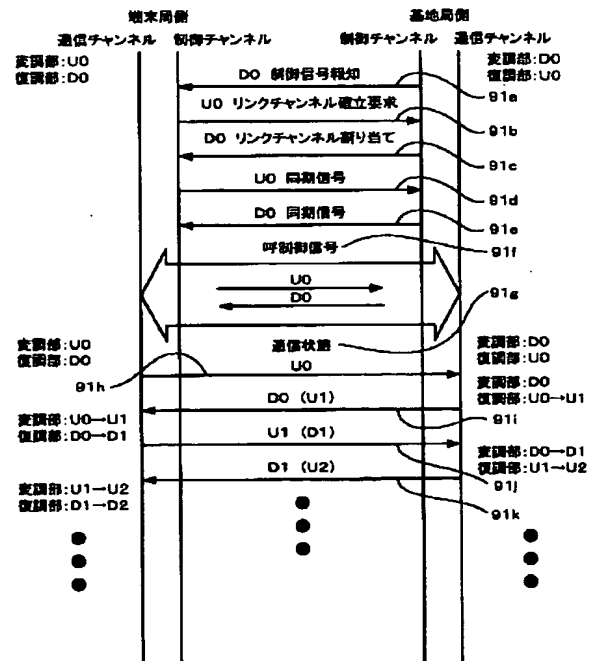 端末局側 基地局側
通信チャンネル 制御チャンネル 制御チャンネル 通信チャンネル
変調部:U0 変調部:D0
復調部:D0 復調部:U0
D0 制御信号報知
91a
U0 リンクチャンネル確立要求
91b
D0 リンクチャンネル割り当て
91c
U0 同期信号
91d
D0 同期信号
91e
呼制御信号
91f
U0
D0
91g
通信状態
変調部:U0 変調部:D0
復調部:D0 復調部:U0
U0
91h
変調部:D0
復調部:U0→U1
D0 (U1)
91i
変調部:U0→U1
復調部:D0→D1
U1 (D1)
変調部:D0→D1
復調部:U1→U2
91j
D1 (U2)
91k
変調部:U1→U2
復調部:D1→D2